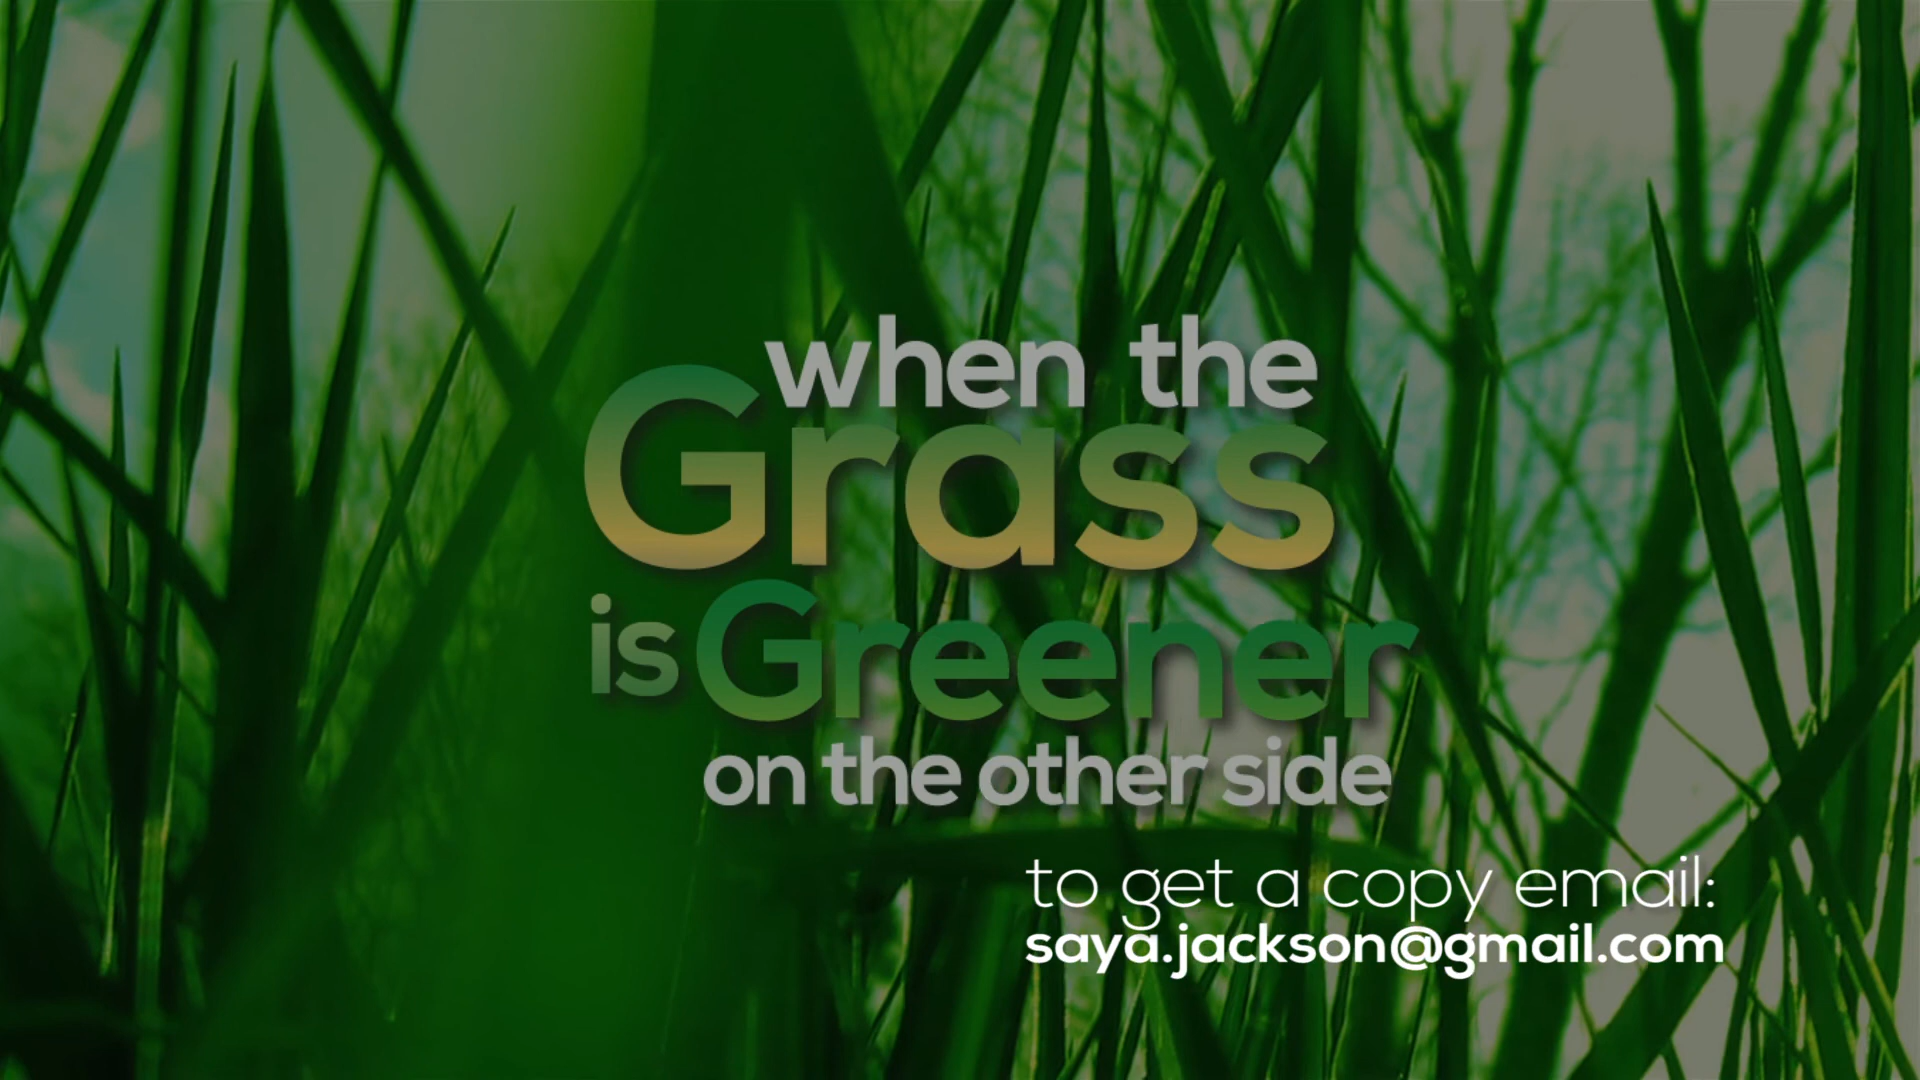 when the
Grass
is Greener
on the other side
to get a copy email:
saya.jackson@gmail.com